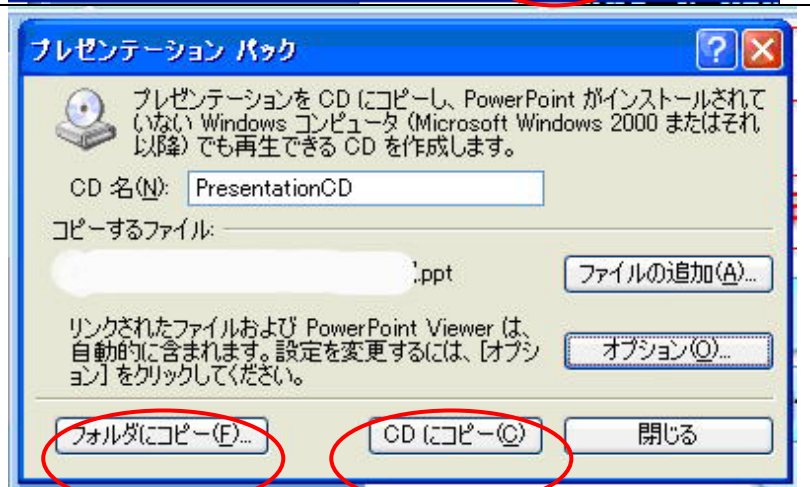 プレゼンテーション パック
プレゼンテーションを CD にコピーし、PowerPoint がインストールされて
いない Windows コンピュータ (Microsoft Windows 2000 またはそれ
以降) でも再生できる CD を作成します。
CD 名(N): PresentationCD
コピーするファイル:
.ppt ファイルの追加(A)...
リンクされたファイルおよび PowerPoint Viewer は、
自動的に含まれます。設定を変更するには、[オプシ
ョン] をクリックしてください。
オプション(O)...
フォルダにコピー(F)... CD にコピー(C) 閉じる